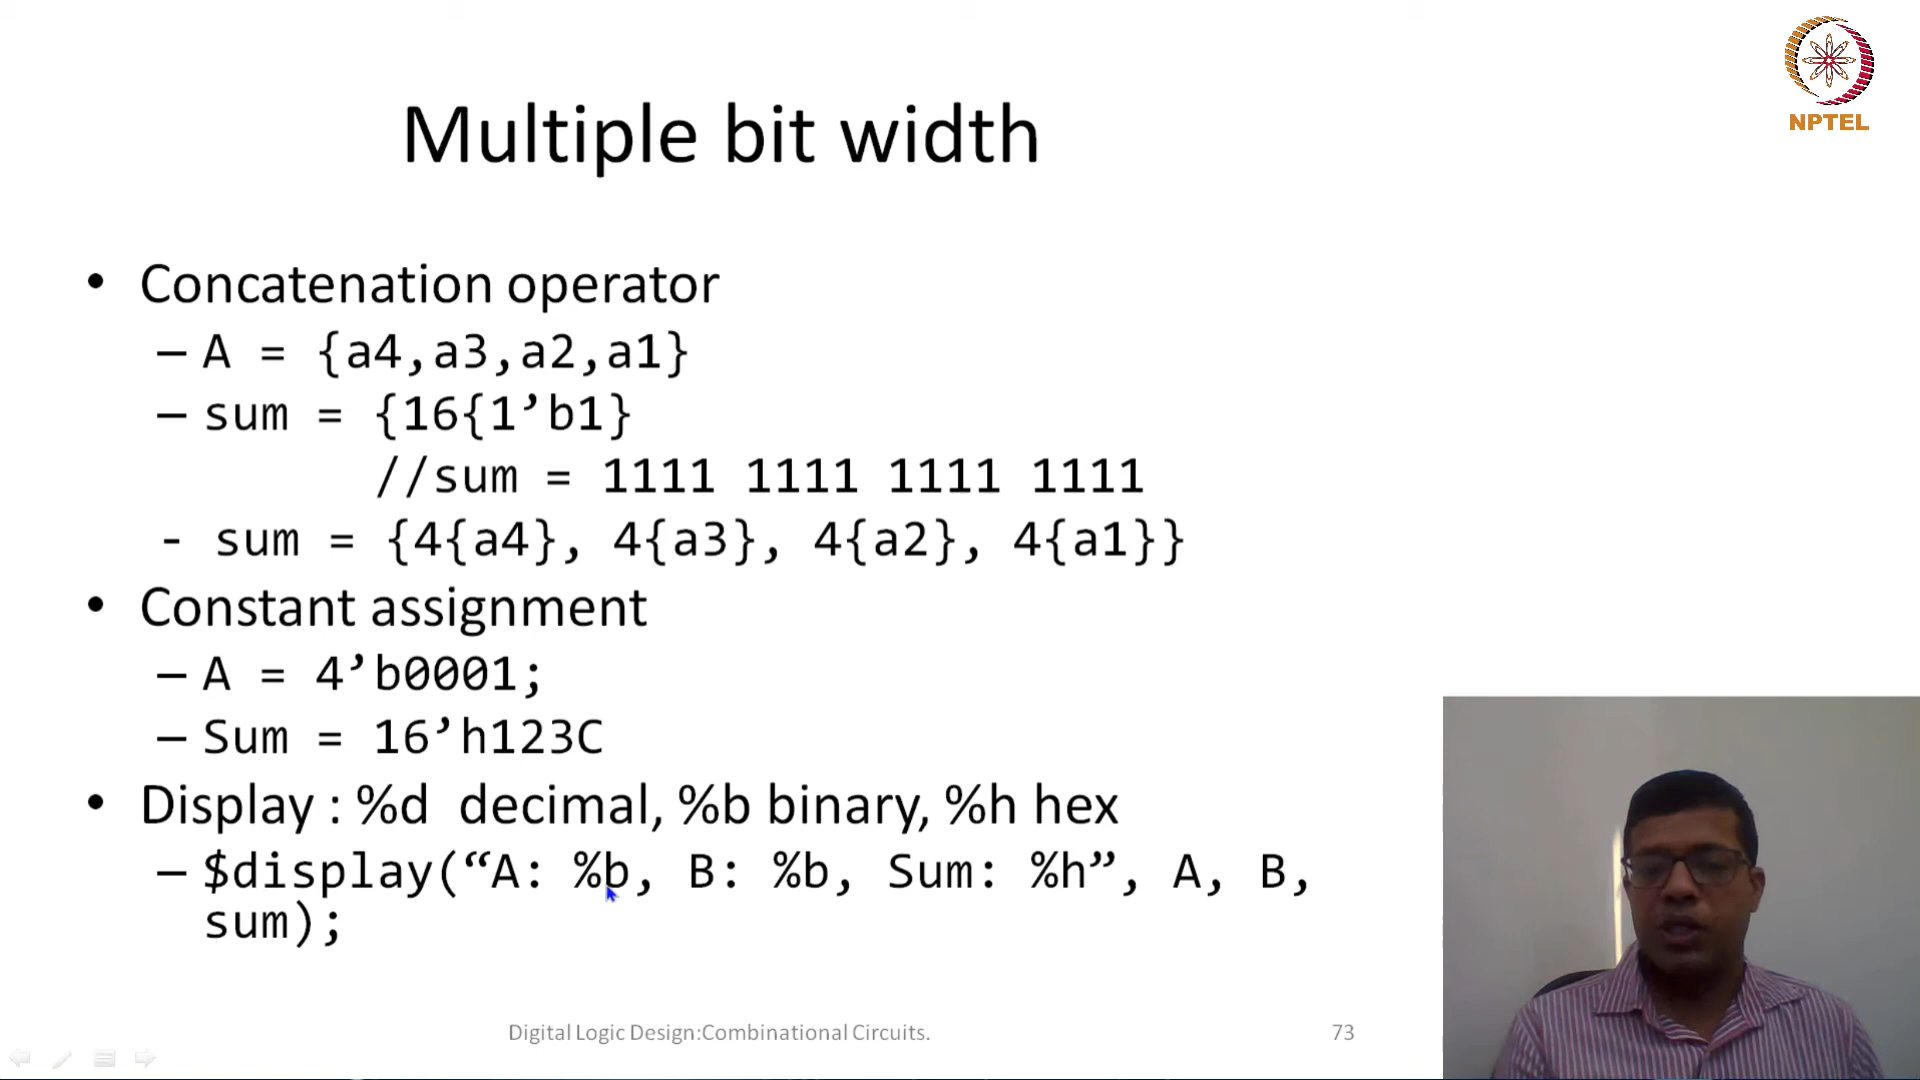 NPTEL
Multiple bit width
• Concatenation operator
– A = {a4,a3,a2,a1}
– sum = {16{1’b1}
//sum = 1111 1111 1111 1111
- sum = {4{a4}, 4{a3}, 4{a2}, 4{a1}}
• Constant assignment
– A = 4’b0001;
– Sum = 16’h123C
• Display : %d decimal, %b binary, %h hex
– $display(“A: %b, B: %b, Sum: %h”, A, B,
sum);
Digital Logic Design:Combinational Circuits.
73